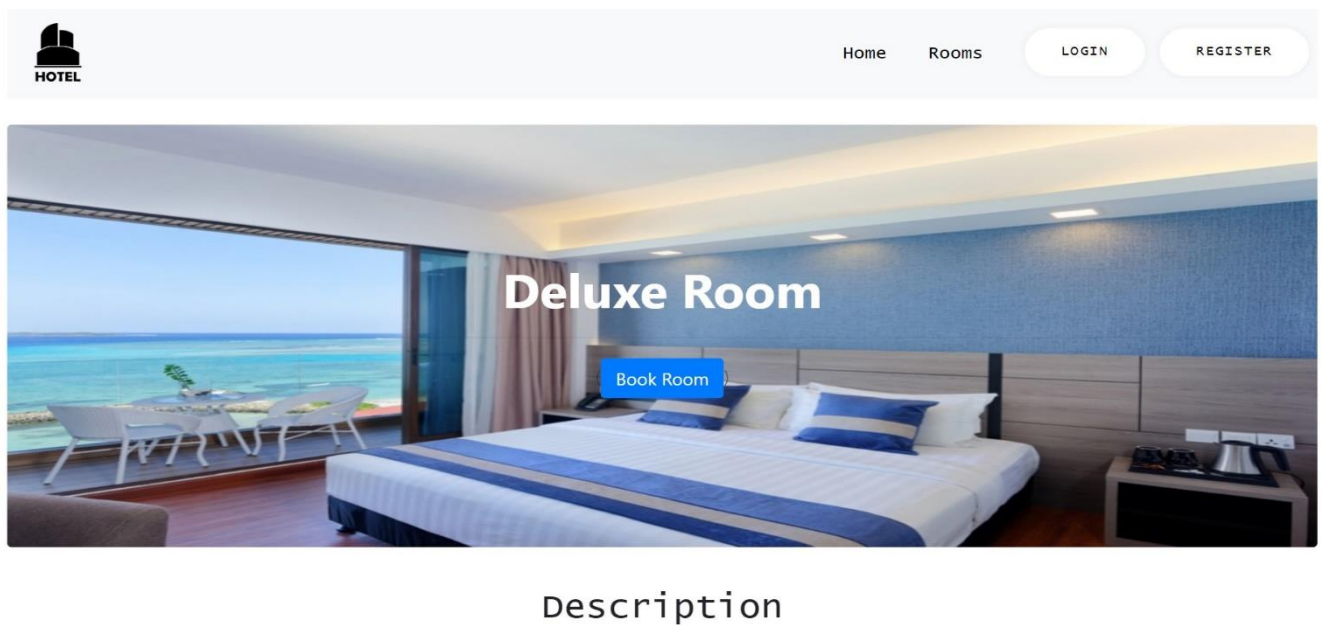 HOTEL
Home Rooms LOGIN REGISTER
Deluxe Room
Book Room
Description